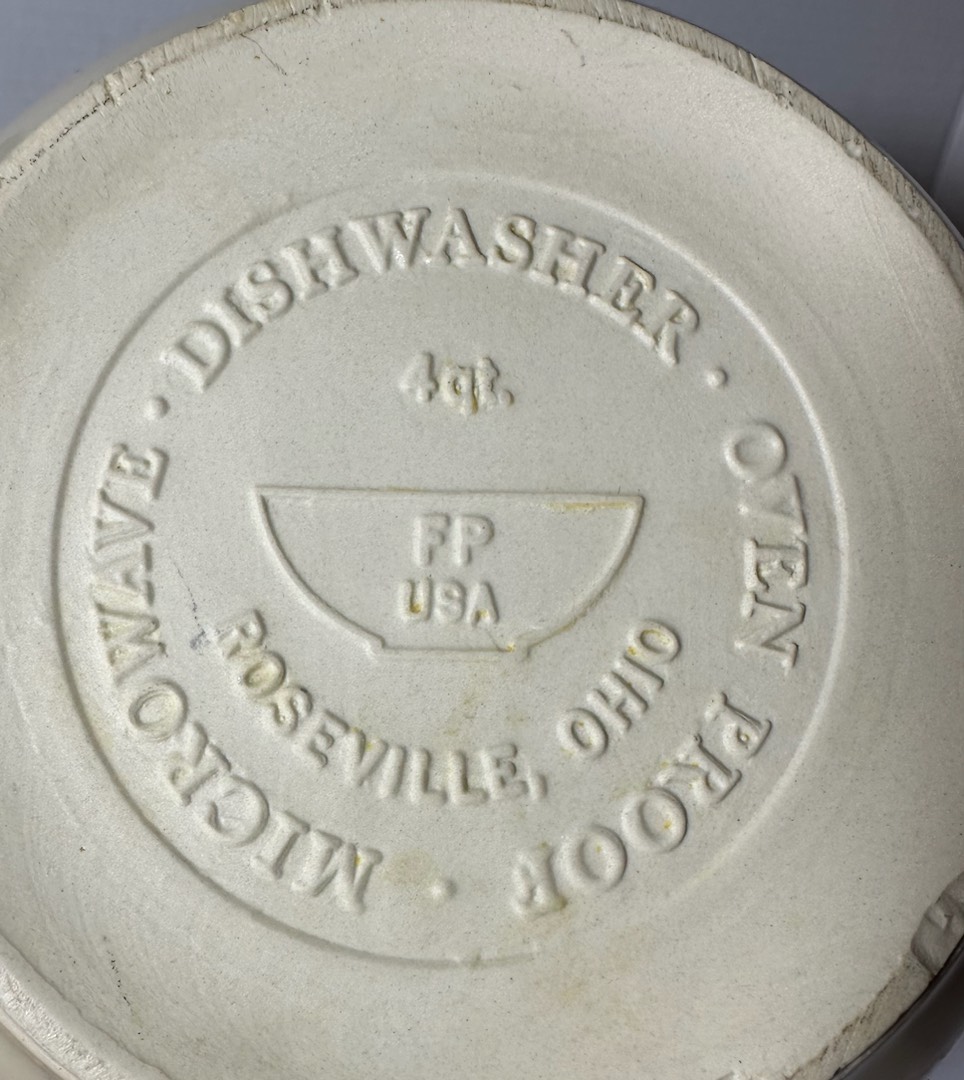 MICROWAVE · DISHWASHER · OVEN PROOF ·
4qt.
FP
USA
ROSEVILLE, OHIO